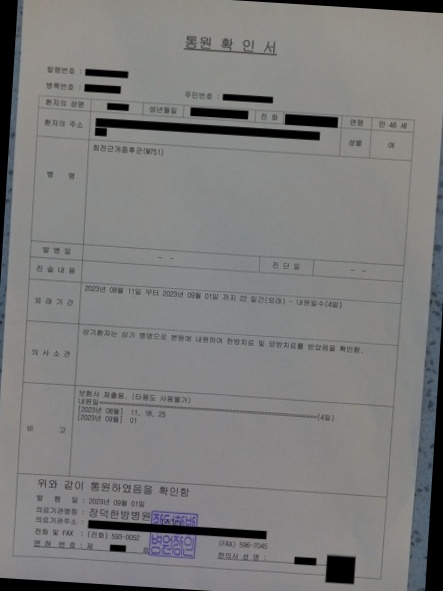 통 원 확 인 서
발행번호 :
병록번호 :
주민번호 :
환자의 성명 생년월일 전 화 연령 만 46 세
환자의 주소 성별 여
병 명 회전근개증후군(M751)
발 병 일 - - 진 단 일 - -
진 술 내 용
외 래 기 간 2023년 08월 11일 부터 2023년 09월 01일 까지 22 일간(외래) - 내원일수(4일)
의 사 소 견 상기환자는 상기 병명으로 본원에 내원하여 한방치료 및 양방치료를 받았음을 확인함.
비 고 보험사 제출용. (타용도 사용불가)
내원일 (4일)
[2023년 08월] 11, 18, 25
[2023년 09월] 01
위와 같이 통원하였음을 확인함
발 행 일 : 2023년 09월 01일
의료기관명칭 : 장덕한방병원
의료기관주소 :
전화 및 FAX : (전화) 593-0052 (FAX) 596-7045
면 허 번 호 : 제 호 한의사 성 명 :